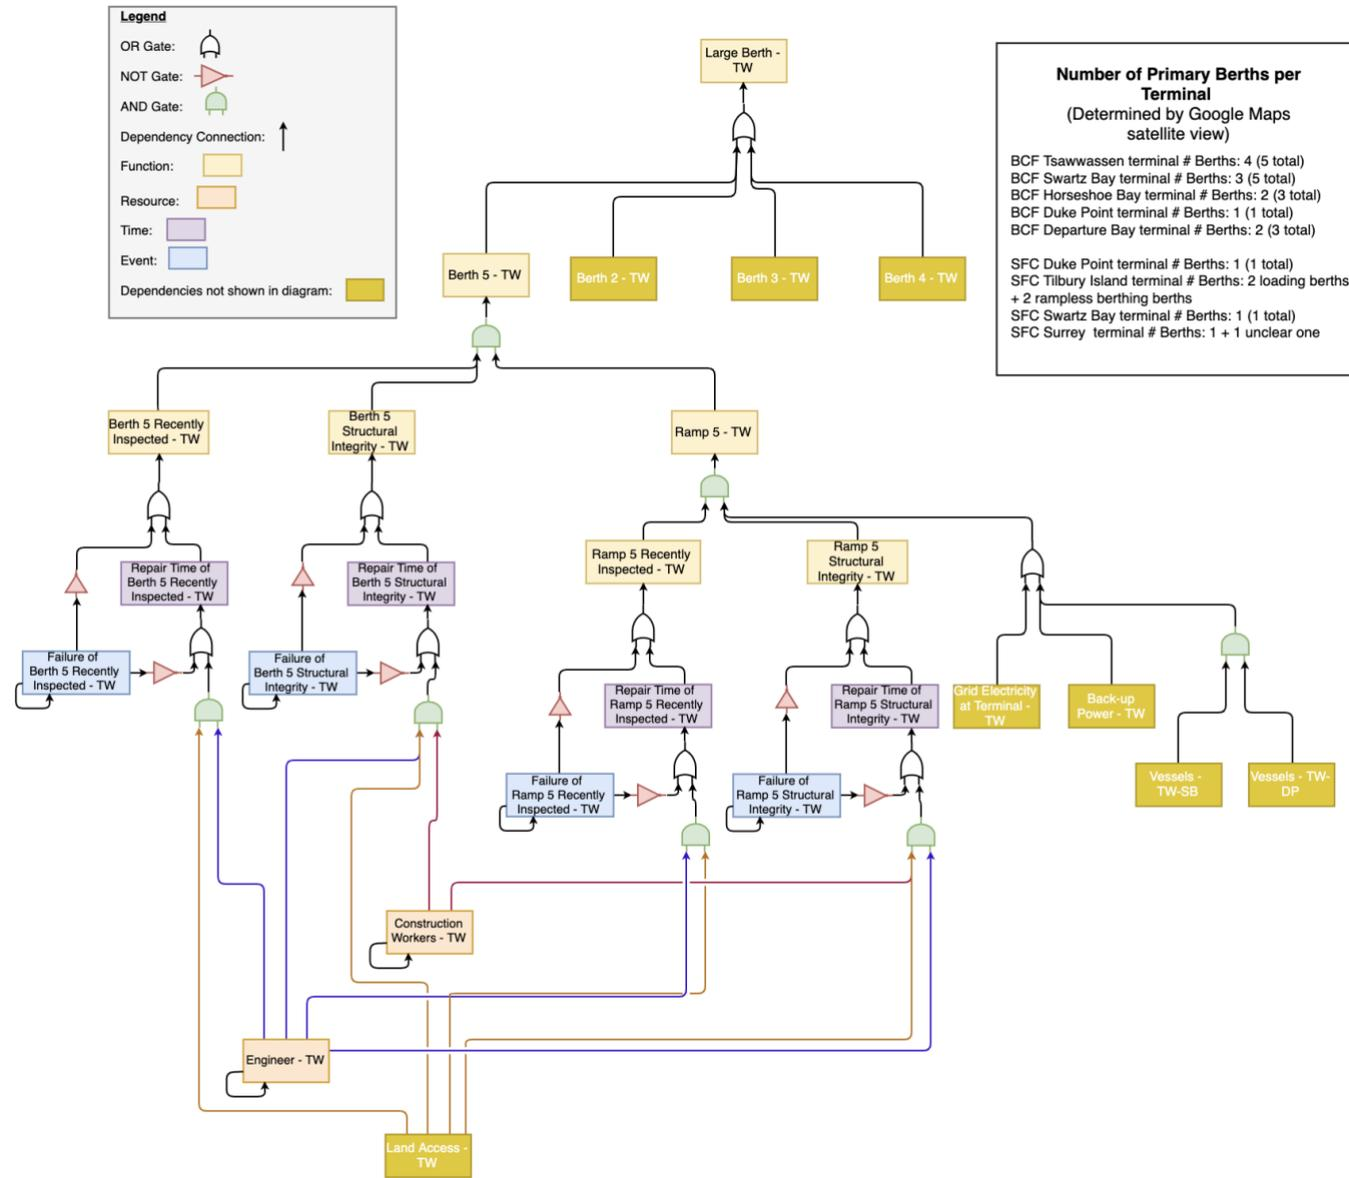 Legend
OR Gate:
NOT Gate:
AND Gate:
Dependency Connection:
Function:
Resource:
Time:
Event:
Dependencies not shown in diagram:
Large Berth -
TW
Number of Primary Berths per
Terminal
(Determined by Google Maps
satellite view)
BCF Tsawwassen terminal # Berths: 4 (5 total)
BCF Swartz Bay terminal # Berths: 3 (5 total)
BCF Horseshoe Bay terminal # Berths: 2 (3 total)
BCF Duke Point terminal # Berths: 1 (1 total)
BCF Departure Bay terminal # Berths: 2 (3 total)
SFC Duke Point terminal # Berths: 1 (1 total)
SFC Tilbury Island terminal # Berths: 2 loading berths
+ 2 rampless berthing berths
SFC Swartz Bay terminal # Berths: 1 (1 total)
SFC Surrey terminal # Berths: 1 + 1 unclear one
Berth 5 - TW
Berth 2 - TW
Berth 3 - TW
Berth 4 - TW
Berth 5 Recently
Inspected - TW
Berth 5
Structural
Integrity - TW
Ramp 5 - TW
Ramp 5 Recently
Inspected - TW
Ramp 5
Structural
Integrity - TW
Repair Time of
Berth 5 Recently
Inspected - TW
Repair Time of
Berth 5 Structural
Integrity - TW
Failure of
Berth 5 Recently
Inspected - TW
Failure of
Berth 5 Structural
Integrity - TW
Repair Time of
Ramp 5 Recently
Inspected - TW
Repair Time of
Ramp 5 Structural
Integrity - TW
Grid Electricity
at Terminal -
TW
Back-up
Power - TW
Failure of
Ramp 5 Recently
Inspected - TW
Failure of
Ramp 5 Structural
Integrity - TW
Vessels -
TW-SB
Vessels - TW-
DP
Construction
Workers - TW
Engineer - TW
Land Access -
TW